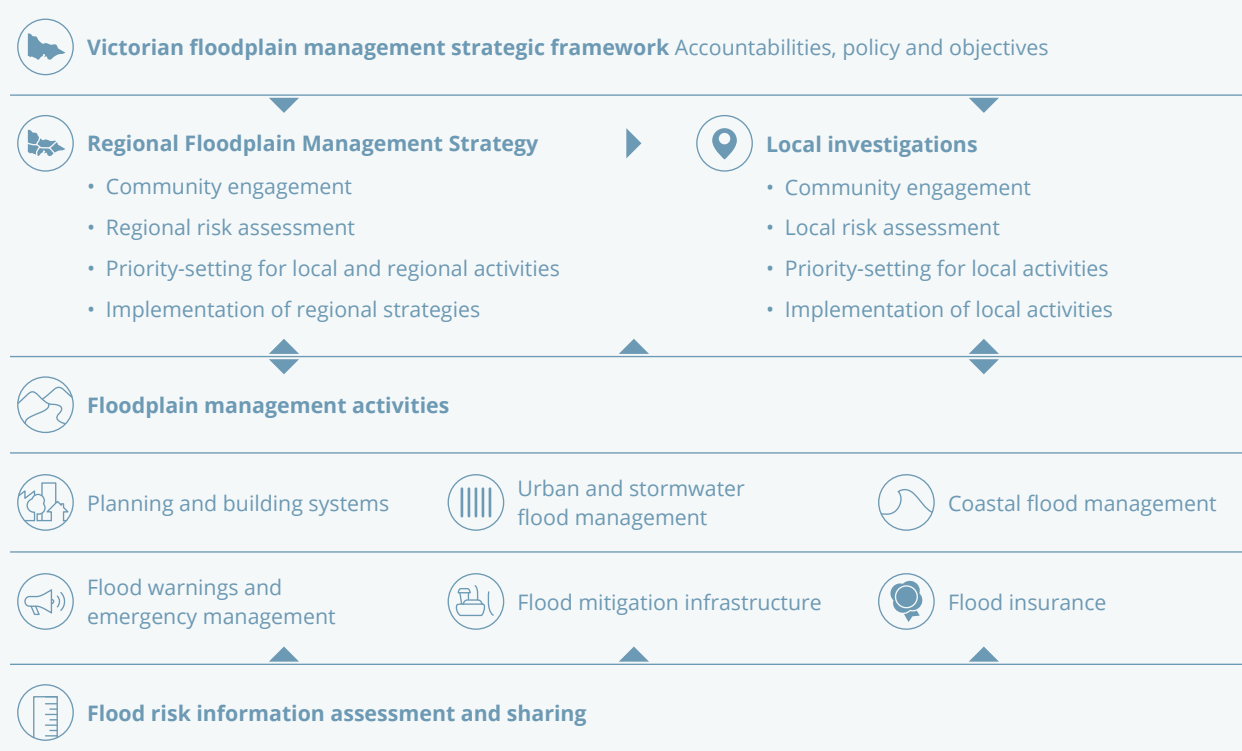 Victorian floodplain management strategic framework Accountabilities, policy and objectives
Regional Floodplain Management Strategy
• Community engagement
• Regional risk assessment
• Priority-setting for local and regional activities
• Implementation of regional strategies
Local investigations
• Community engagement
• Local risk assessment
• Priority-setting for local activities
• Implementation of local activities
Floodplain management activities
Planning and building systems
Urban and stormwater
flood management
Coastal flood management
Flood warnings and
emergency management
Flood mitigation infrastructure
Flood insurance
Flood risk information assessment and sharing